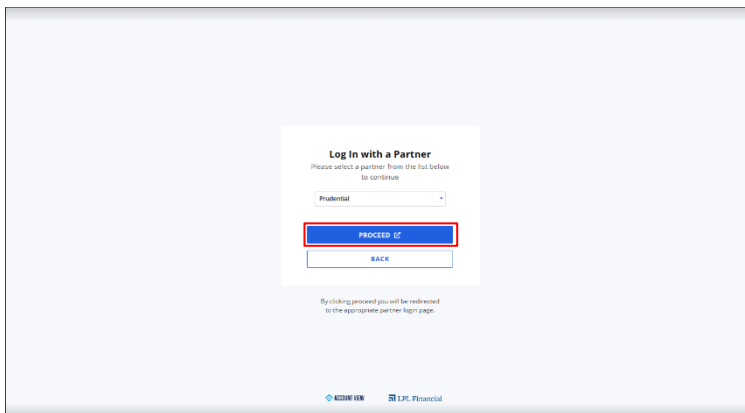 Log In with a Partner
Please select a partner from the list below
to continue
Prudential
PROCEED
BACK
By clicking proceed you will be redirected
to the appropriate partner login page.
ACCOUNT VIEW LPL Financial